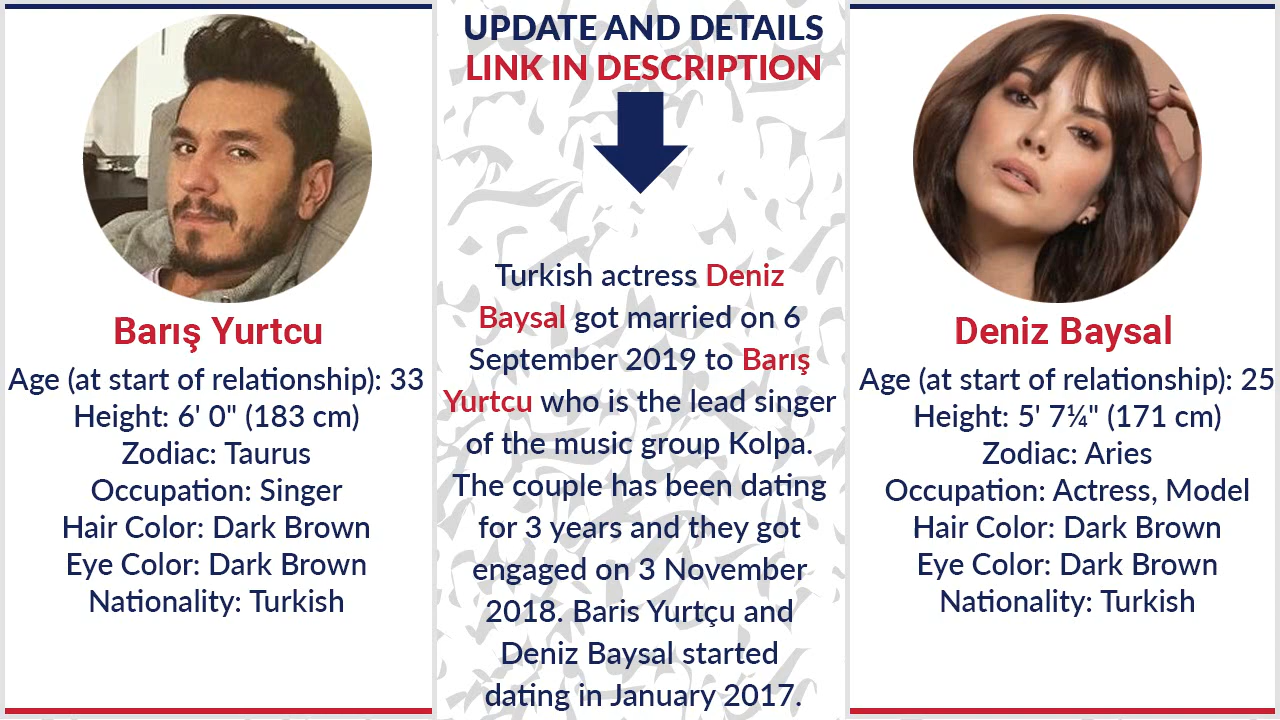 Barış Yurtcu
Age (at start of relationship): 33
Height: 6' 0" (183 cm)
Zodiac: Taurus
Occupation: Singer
Hair Color: Dark Brown
Eye Color: Dark Brown
Nationality: Turkish
UPDATE AND DETAILS
LINK IN DESCRIPTION
Turkish actress Deniz
Baysal got married on 6
September 2019 to Barış
Yurtcu who is the lead singer
of the music group Kolpa.
The couple has been dating
for 3 years and they got
engaged on 3 November
2018. Baris Yurtçu and
Deniz Baysal started
dating in January 2017.
Deniz Baysal
Age (at start of relationship): 25
Height: 5' 7¼" (171 cm)
Zodiac: Aries
Occupation: Actress, Model
Hair Color: Dark Brown
Eye Color: Dark Brown
Nationality: Turkish